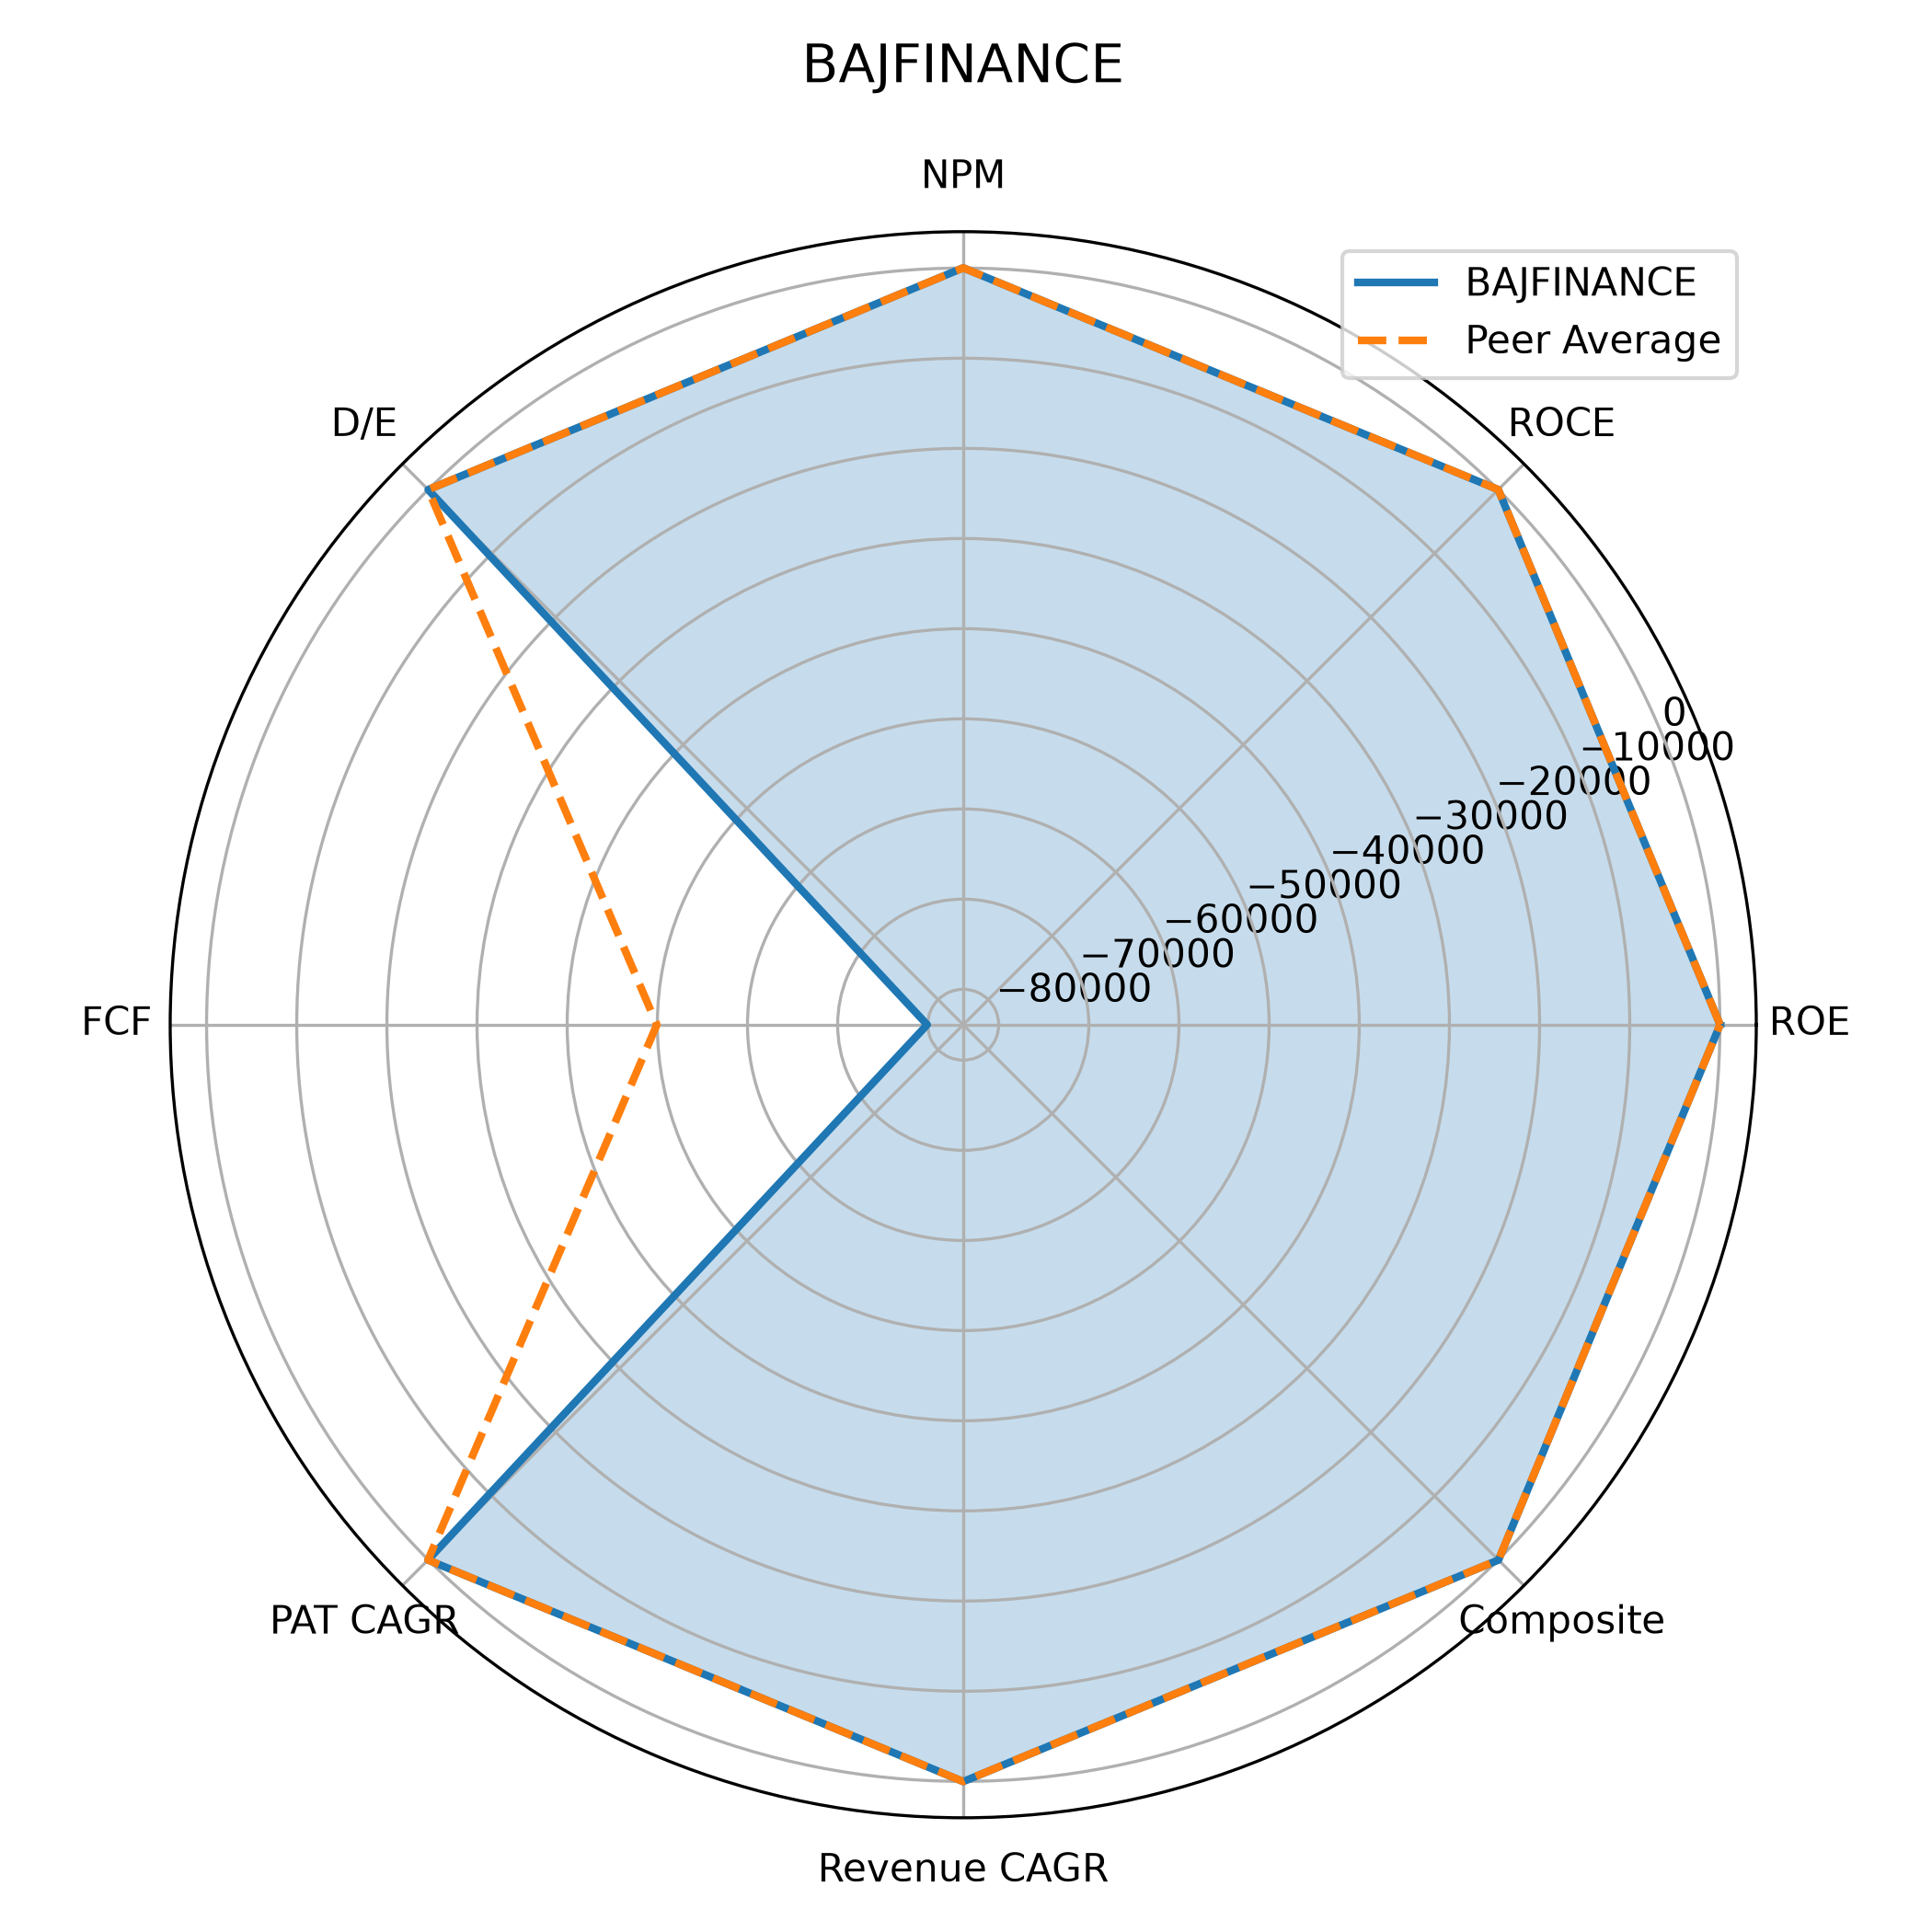 BAJFINANCE
NPM
BAJFINANCE
Peer Average
D/E
ROCE
0
−10000
−20000
−30000
−40000
−50000
−60000
−70000
−80000
FCF
ROE
PAT CAGR
Composite
Revenue CAGR